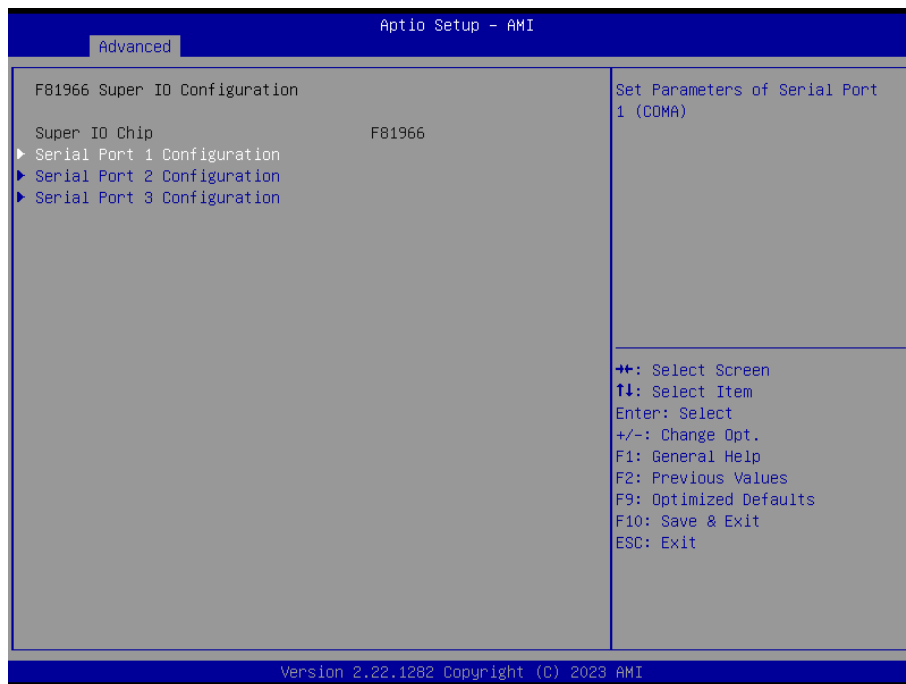 Aptio Setup – AMI
Advanced
F81966 Super IO Configuration
Super IO Chip F81966
Serial Port 1 Configuration
Serial Port 2 Configuration
Serial Port 3 Configuration
Set Parameters of Serial Port
1 (COMA)
→←: Select Screen
↑↓: Select Item
Enter: Select
+/-: Change Opt.
F1: General Help
F2: Previous Values
F9: Optimized Defaults
F10: Save & Exit
ESC: Exit
Version 2.22.1282 Copyright (C) 2023 AMI